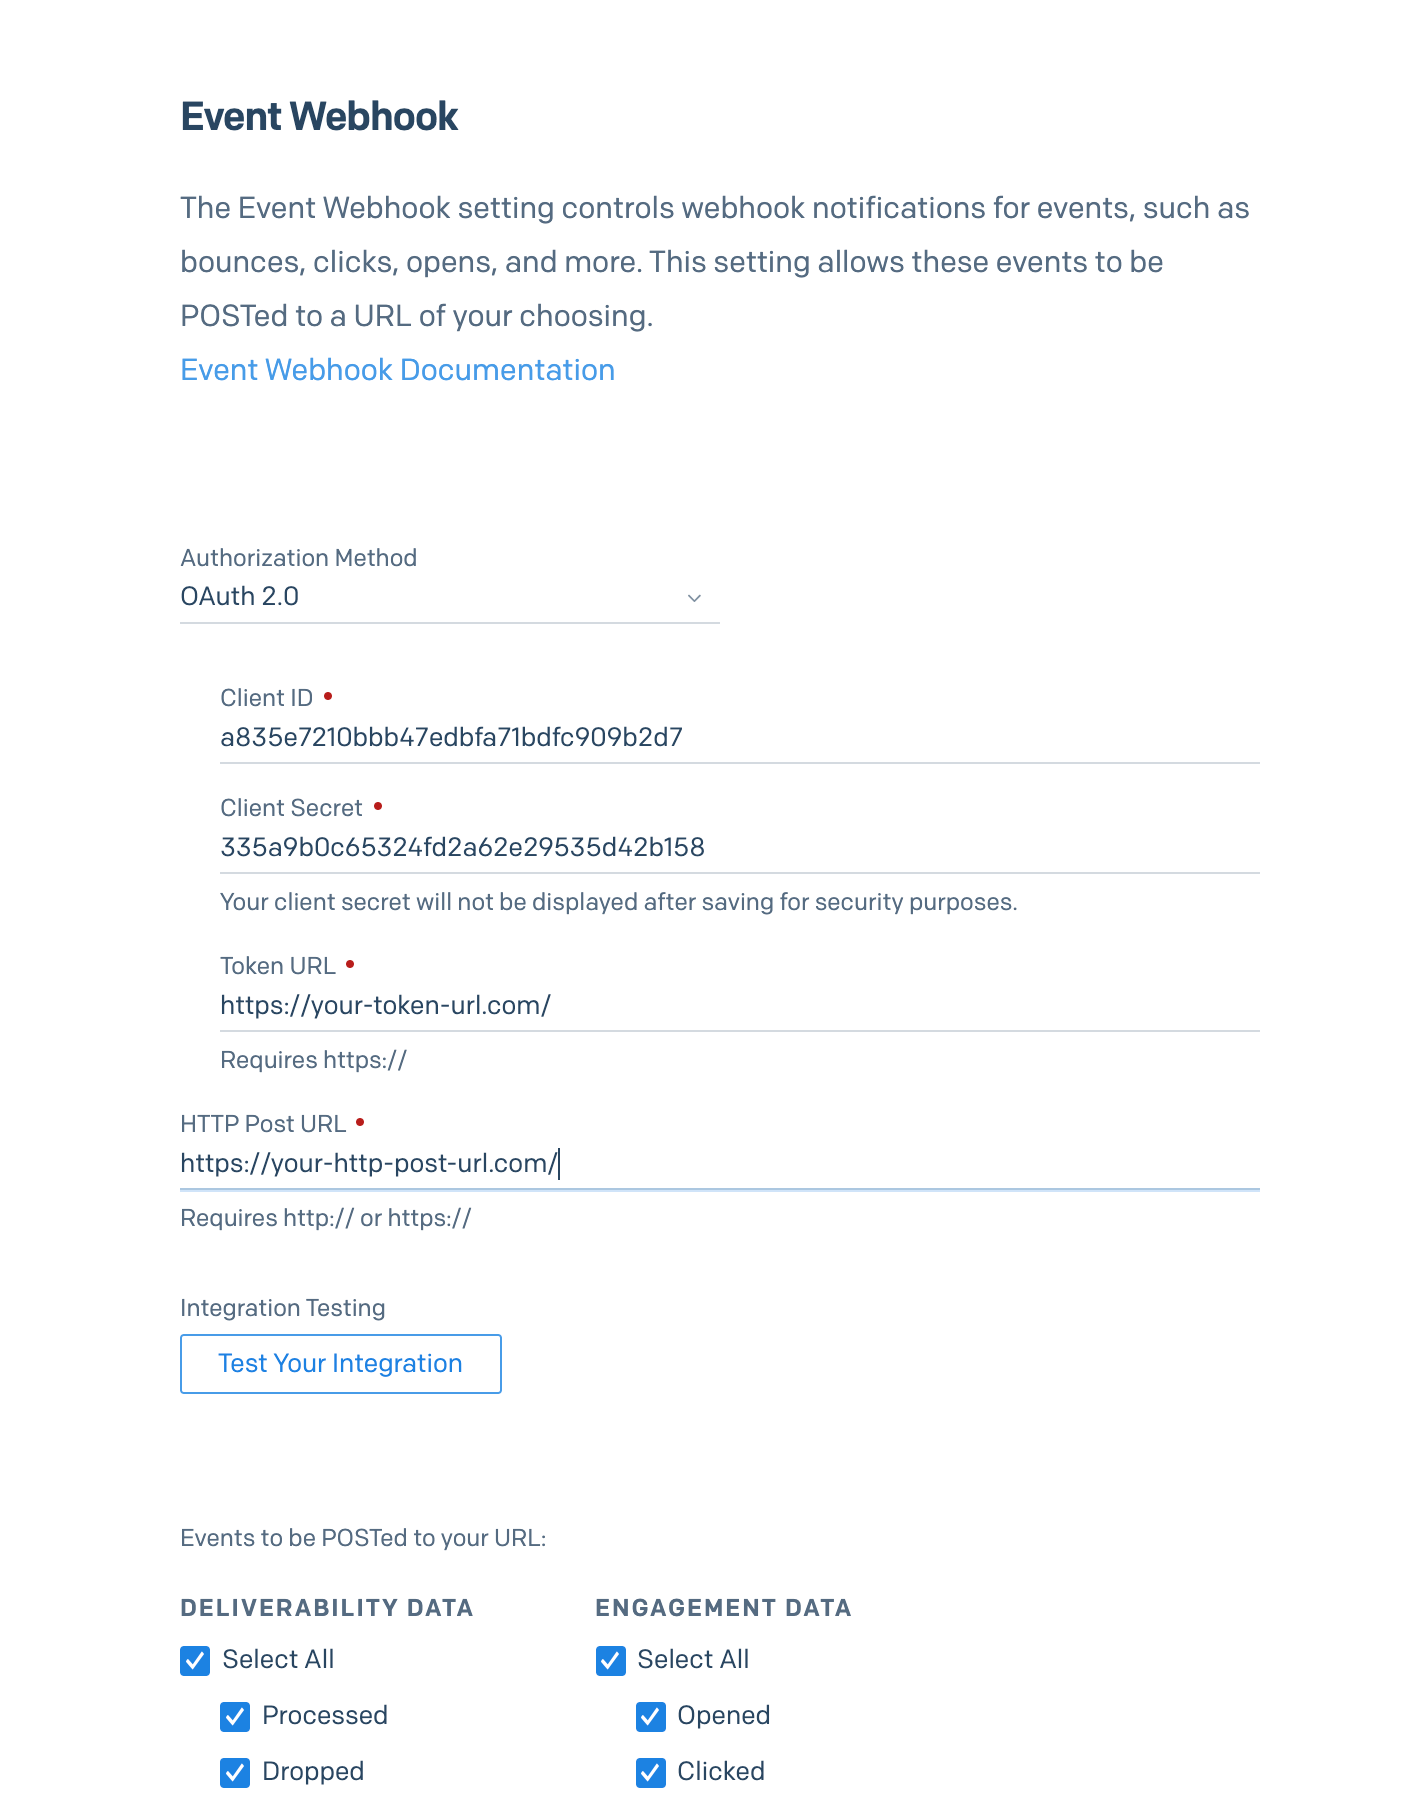 Event Webhook
The Event Webhook setting controls webhook notifications for events, such as
bounces, clicks, opens, and more. This setting allows these events to be
POSTed to a URL of your choosing.
Event Webhook Documentation
Authorization Method
OAuth 2.0
Client ID
a835e7210bbb47edbfa71bdfc909b2d7
Client Secret
335a9b0c65324fd2a62e29535d42b158
Your client secret will not be displayed after saving for security purposes.
Token URL
https://your-token-url.com/
Requires https://
HTTP Post URL
https://your-http-post-url.com/
Requires http:// or https://
Integration Testing
Test Your Integration
Events to be POSTed to your URL:
DELIVERABILITY DATA
Select All
Processed
Dropped
ENGAGEMENT DATA
Select All
Opened
Clicked